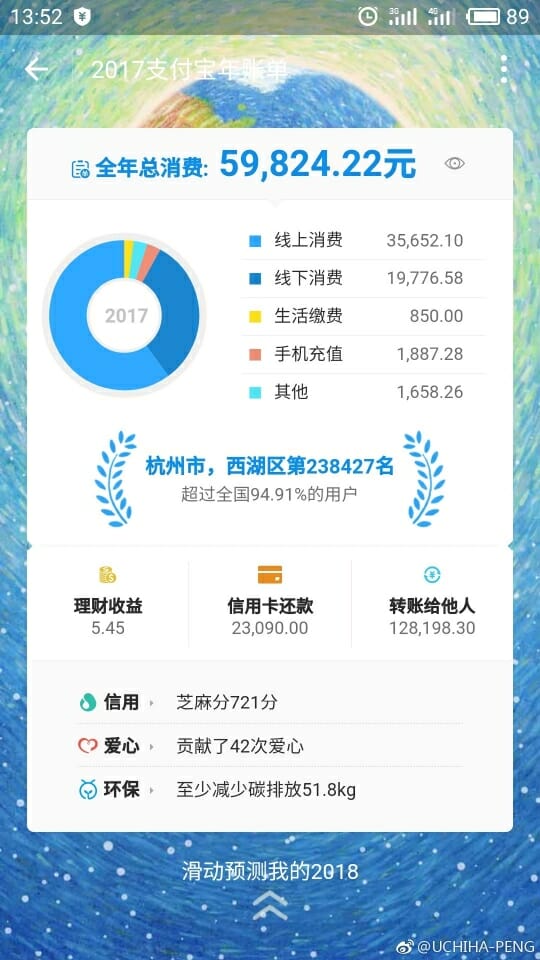 13:52 3G 4G 89
2017支付宝年账单
全年总消费: 59,824.22元
2017
线上消费 35,652.10
线下消费 19,776.58
生活缴费 850.00
手机充值 1,887.28
其他 1,658.26
杭州市，西湖区第238427名
超过全国94.91%的用户
理财收益 信用卡还款 转账给他人
5.45 23,090.00 128,198.30
信用 芝麻分721分
爱心 贡献了42次爱心
环保 至少减少碳排放51.8kg
滑动预测我的2018
@UCHIHA-PENG